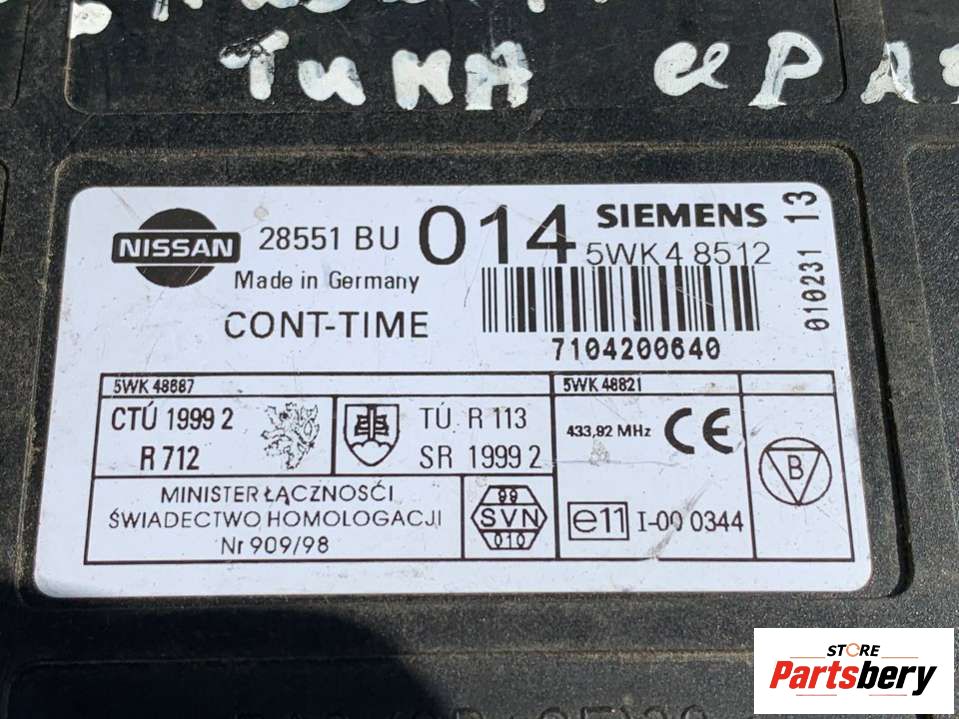 Тина
NISSAN
28551 BU 014
SIEMENS
5WK4 8512
Made in Germany
CONT-TIME
7104200640
010231 13
5WK 48687
5WK 48821
CTÚ 1999 2
R 712
TÚ R 113
SR 1999 2
433,92 MHz
CE
B
MINISTER ŁĄCZNOŚCI
ŚWIADECTWO HOMOLOGACJI
Nr 909/98
99
SVN
010
e11 I-00 0344
STORE
Partsbery